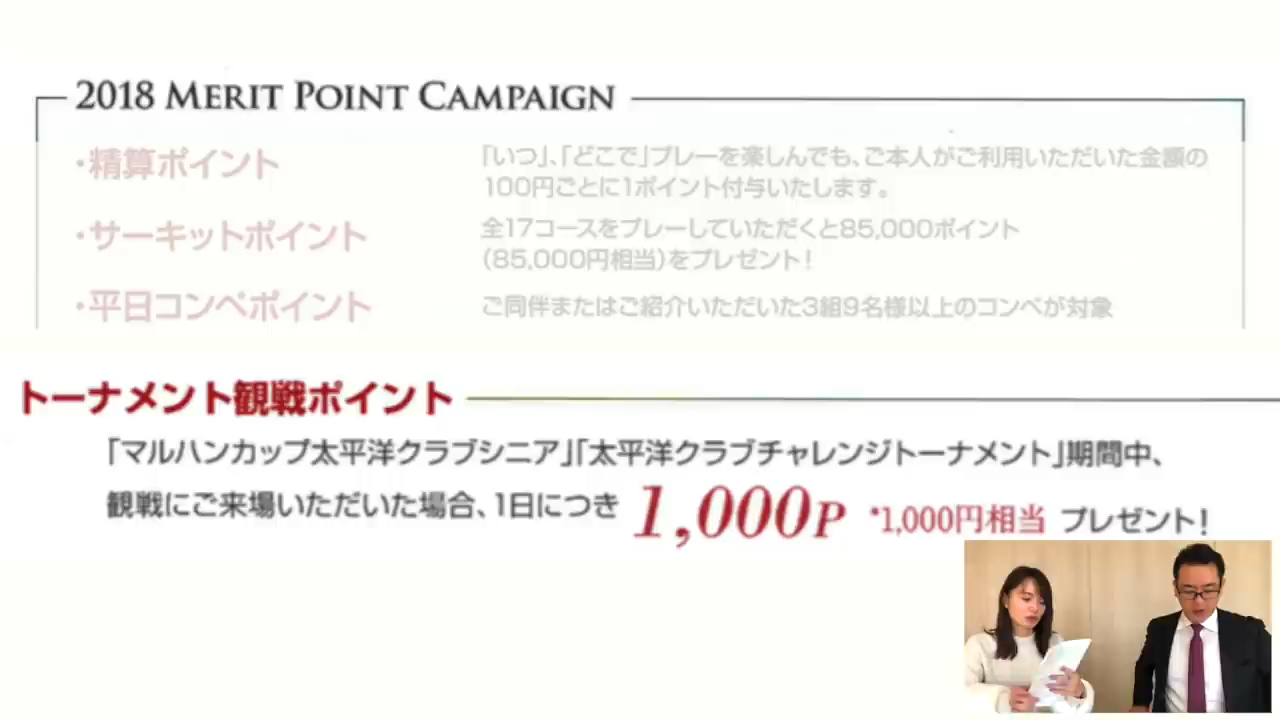 2018 MERIT POINT CAMPAIGN
・精算ポイント
「いつ」、「どこで」プレーを楽しんでも、ご本人がご利用いただいた金額の
100円ごとに1ポイント付与いたします。
・サーキットポイント
全17コースをプレーしていただくと85,000ポイント
（85,000円相当）をプレゼント！
・平日コンペポイント
ご同伴またはご紹介いただいた3組9名様以上のコンペが対象
トーナメント観戦ポイント
「マルハンカップ太平洋クラブシニア」「太平洋クラブチャレンジトーナメント」期間中、
観戦にご来場いただいた場合、1日につき 1,000P *1,000円相当 プレゼント！